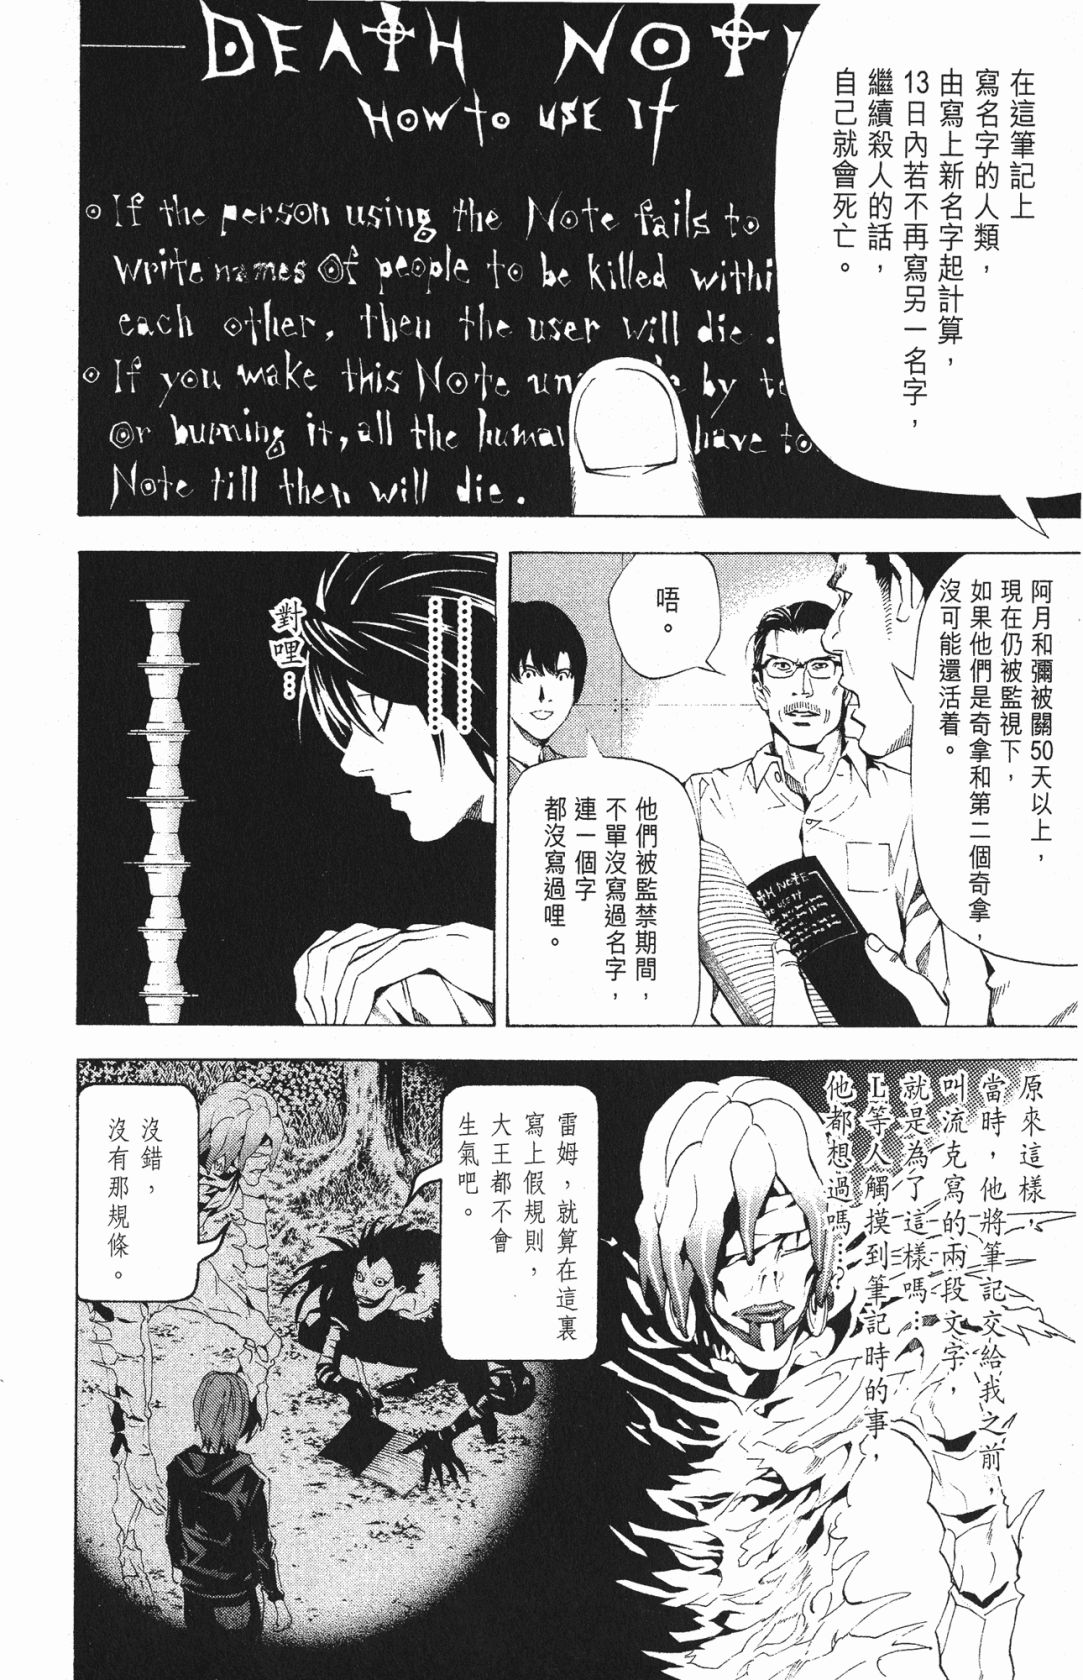 DEATH NOT
HOW TO USE IT
If the person using the Note fails to
write names of people to be killed withi
each other, then the user will die.
If you make this Note un by te
or burning it, all the human have to
Note till then will die.
在這筆記上
寫名字的人類，
由寫上新名字起計算，
13日內若不再寫另一名字，
繼續殺人的話，
自己就會死亡。
阿月和彌被關50天以上，
現在仍被監視下，
如果他們是奇拿和第二個奇拿，
沒可能還活着。
唔。
他們被監禁期間，
不單沒寫過名字，
連一個字
都沒寫過哩。
對哩…
原來這樣，
當時，他將筆記交給我之前，
叫流克寫的兩段文字，
就是為了這樣嗎…
L等人觸摸到筆記時的事，
他都想過嗎…?
雷姆，就算在這裏
寫上假規則，
大王都不會
生氣吧。
沒錯，
沒有那規條。